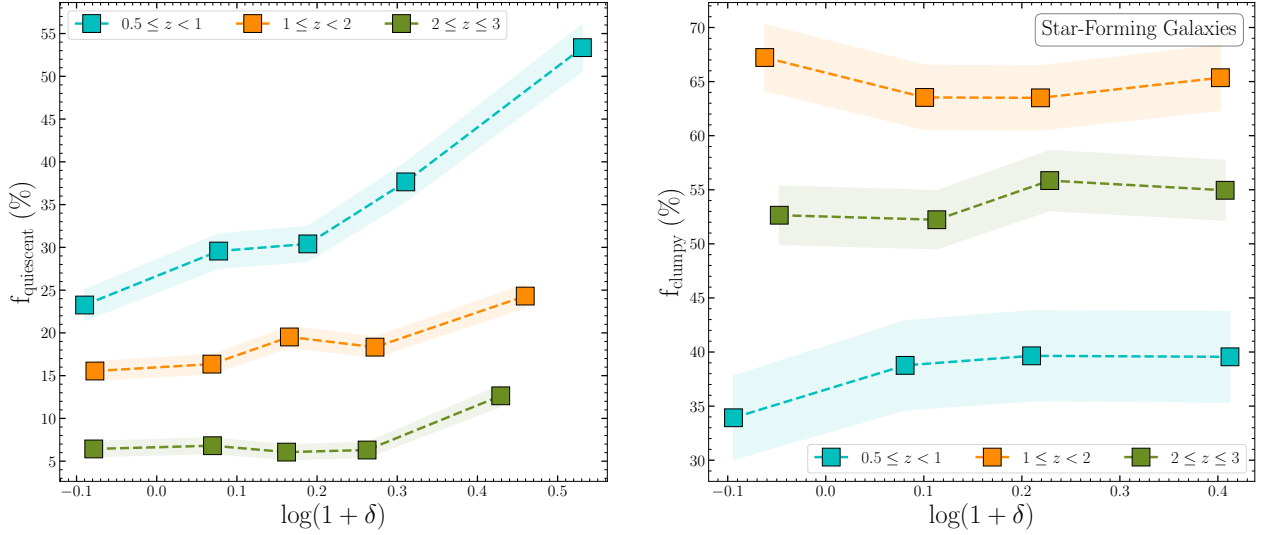 0.5 ≤ z < 1 1 ≤ z < 2 2 ≤ z ≤ 3
55
50
45
40
35
30
25
20
15
10
5
f_quiescent (%)
−0.1 0.0 0.1 0.2 0.3 0.4 0.5
log(1 + δ)
Star-Forming Galaxies
70
65
60
55
50
45
40
35
30
f_clumpy (%)
0.5 ≤ z < 1 1 ≤ z < 2 2 ≤ z ≤ 3
−0.1 0.0 0.1 0.2 0.3 0.4
log(1 + δ)